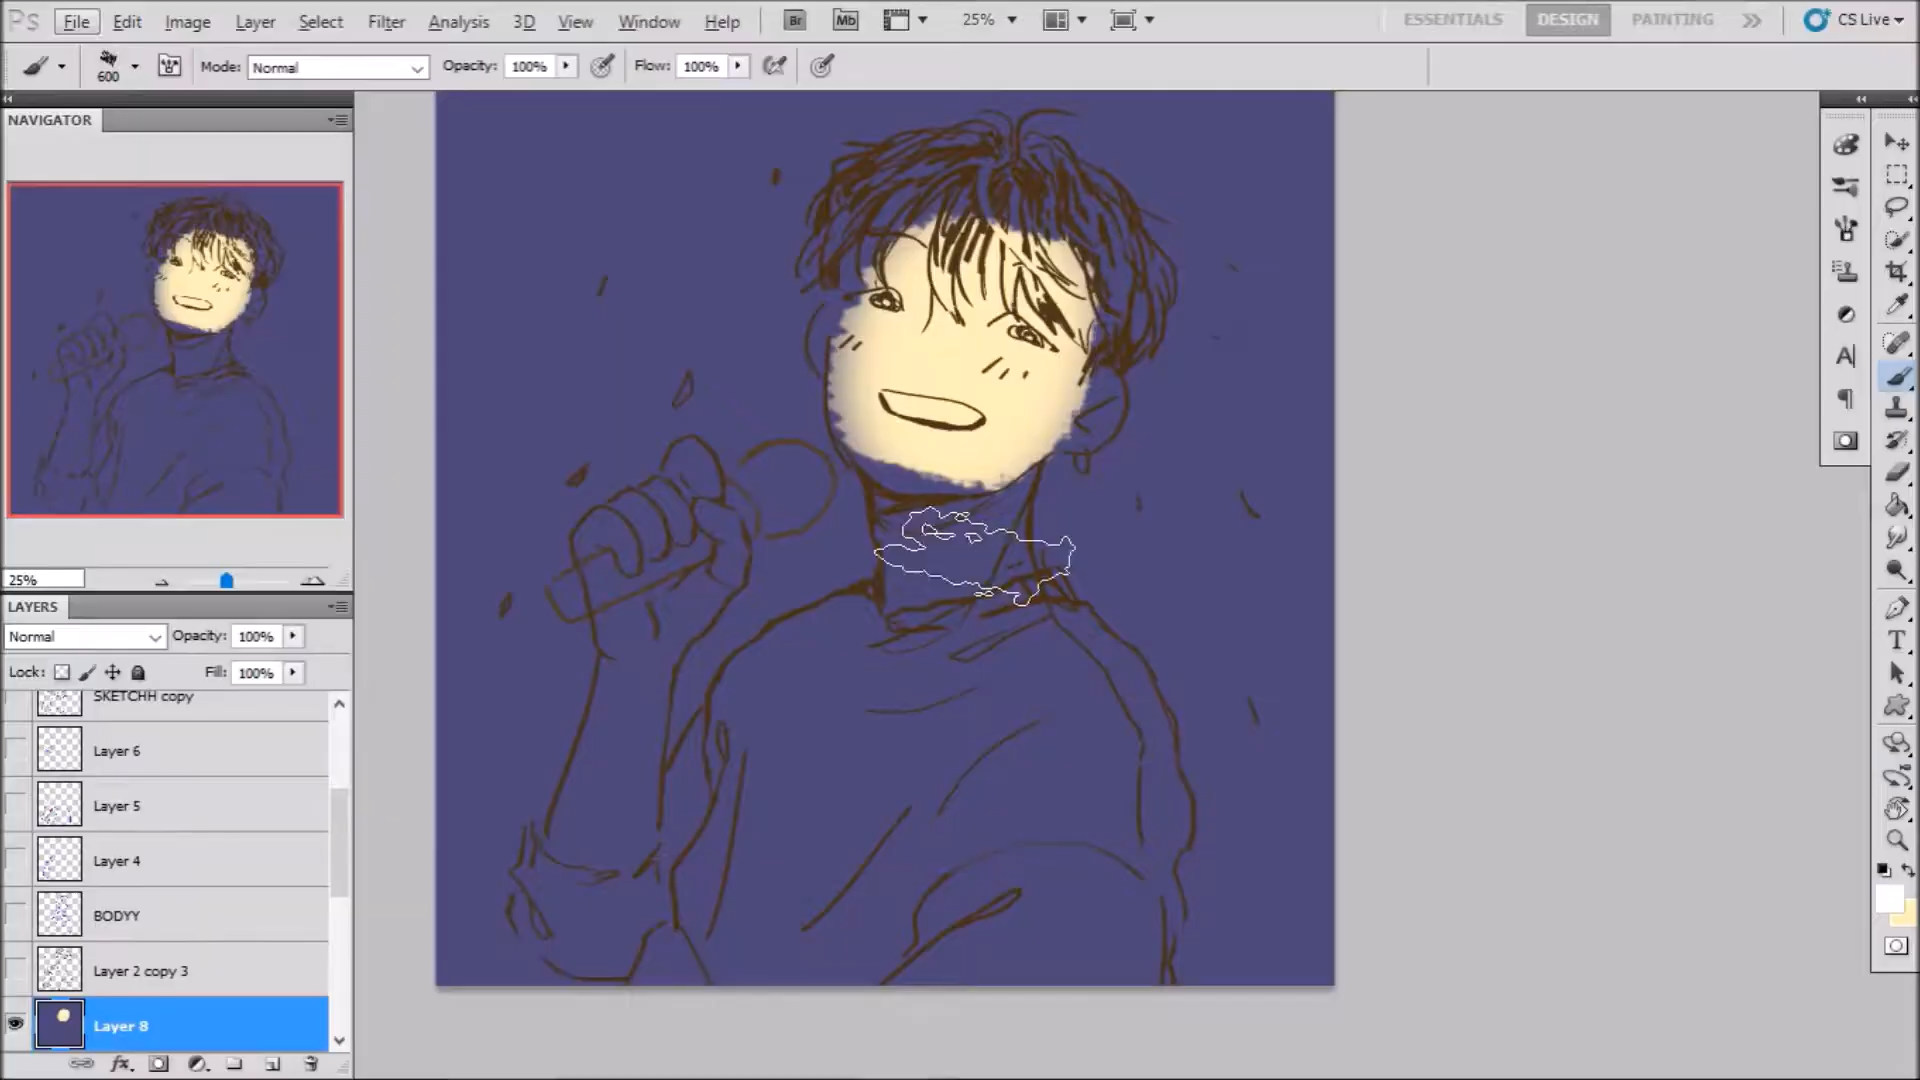 Ps File Edit Image Layer Select Filter Analysis 3D View Window Help Br Mb 25% ESSENTIALS DESIGN PAINTING CS Live
600 Mode: Normal Opacity: 100% Flow: 100%
NAVIGATOR
25%
LAYERS
Normal Opacity: 100%
Lock: Fill: 100%
SKETCHH copy
Layer 6
Layer 5
Layer 4
BODYY
Layer 2 copy 3
Layer 8
fx.
A
T